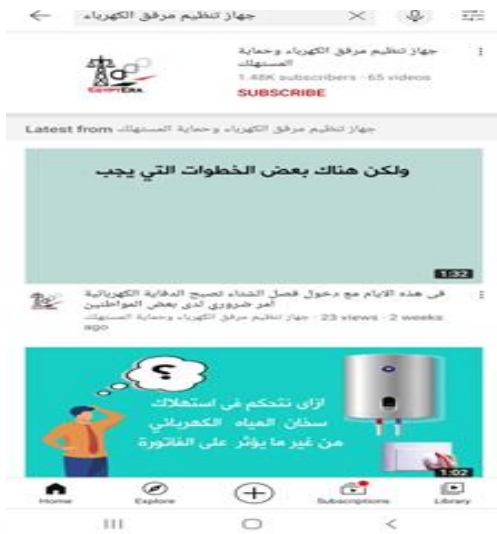 جهاز تنظيم مرفق الكهرباء
جهاز تنظيم مرفق الكهرباء وحماية
المستهلك
1.48K subscribers · 65 videos
EGYPTERA
SUBSCRIBE
Latest from جهاز تنظيم مرفق الكهرباء وحماية المستهلك
ولكن هناك بعض الخطوات التي يجب
1:32
فى هذه الايام مع دخول فصل الشتاء تصبح الدفاية الكهربائية
أمر ضروري لدى بعض المواطنين
جهاز تنظيم مرفق الكهرباء وحماية المستهلك · 23 views · 2 weeks
ago
؟
ازاى نتحكم فى استهلاك
سخان المياه الكهربائي
من غير ما يؤثر على الفاتورة
1:02
Home
Explore
Subscriptions
Library